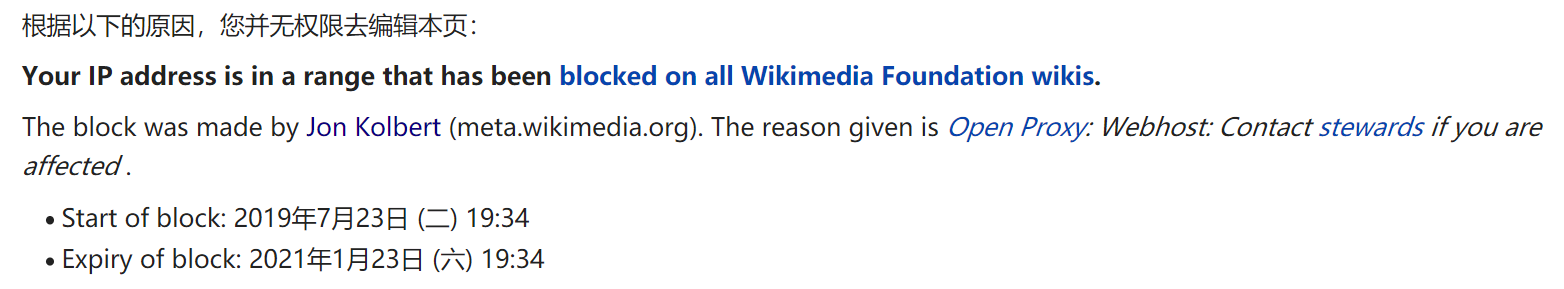 根据以下的原因，您并无权限去编辑本页：
Your IP address is in a range that has been blocked on all Wikimedia Foundation wikis.
The block was made by Jon Kolbert (meta.wikimedia.org). The reason given is Open Proxy: Webhost: Contact stewards if you are
affected .
• Start of block: 2019年7月23日 (二) 19:34
• Expiry of block: 2021年1月23日 (六) 19:34